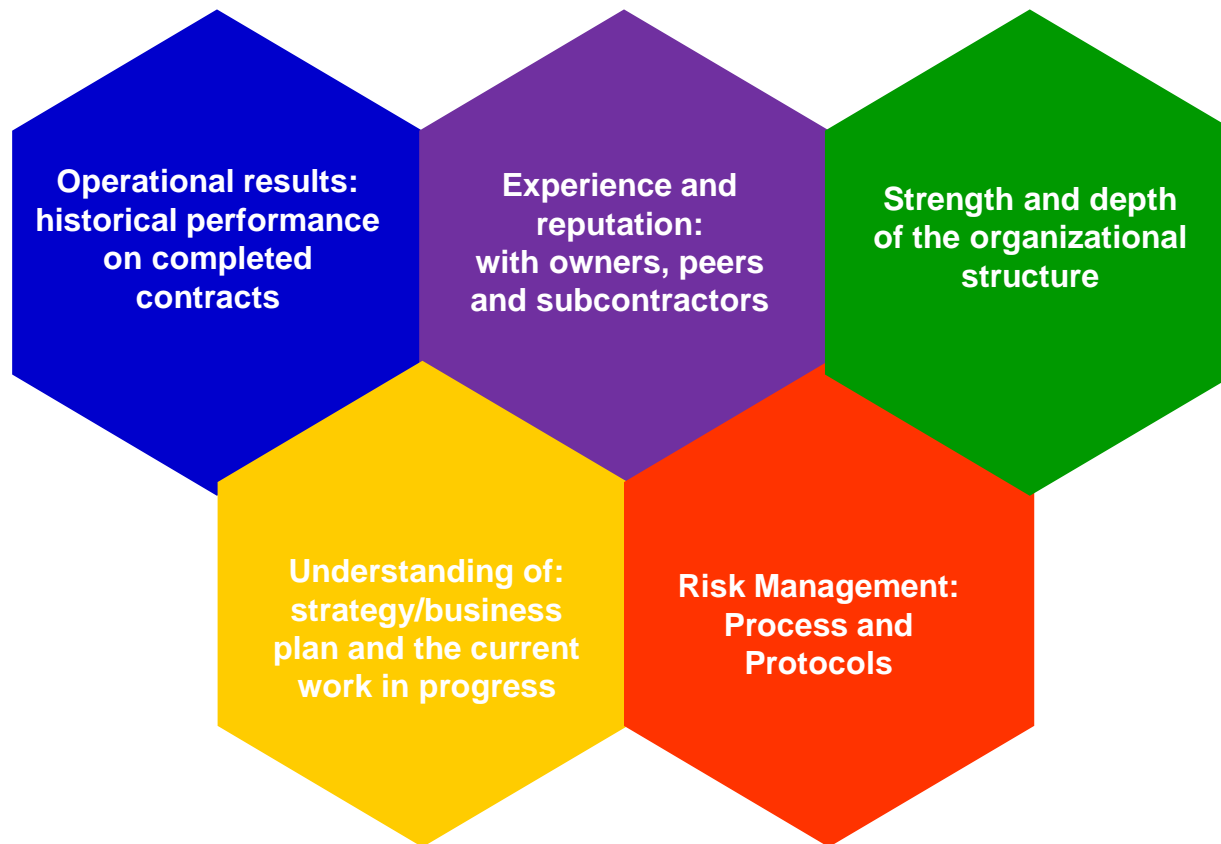 Operational results:
historical performance
on completed
contracts
Experience and
reputation:
with owners, peers
and subcontractors
Strength and depth
of the organizational
structure
Understanding of:
strategy/business
plan and the current
work in progress
Risk Management:
Process and
Protocols